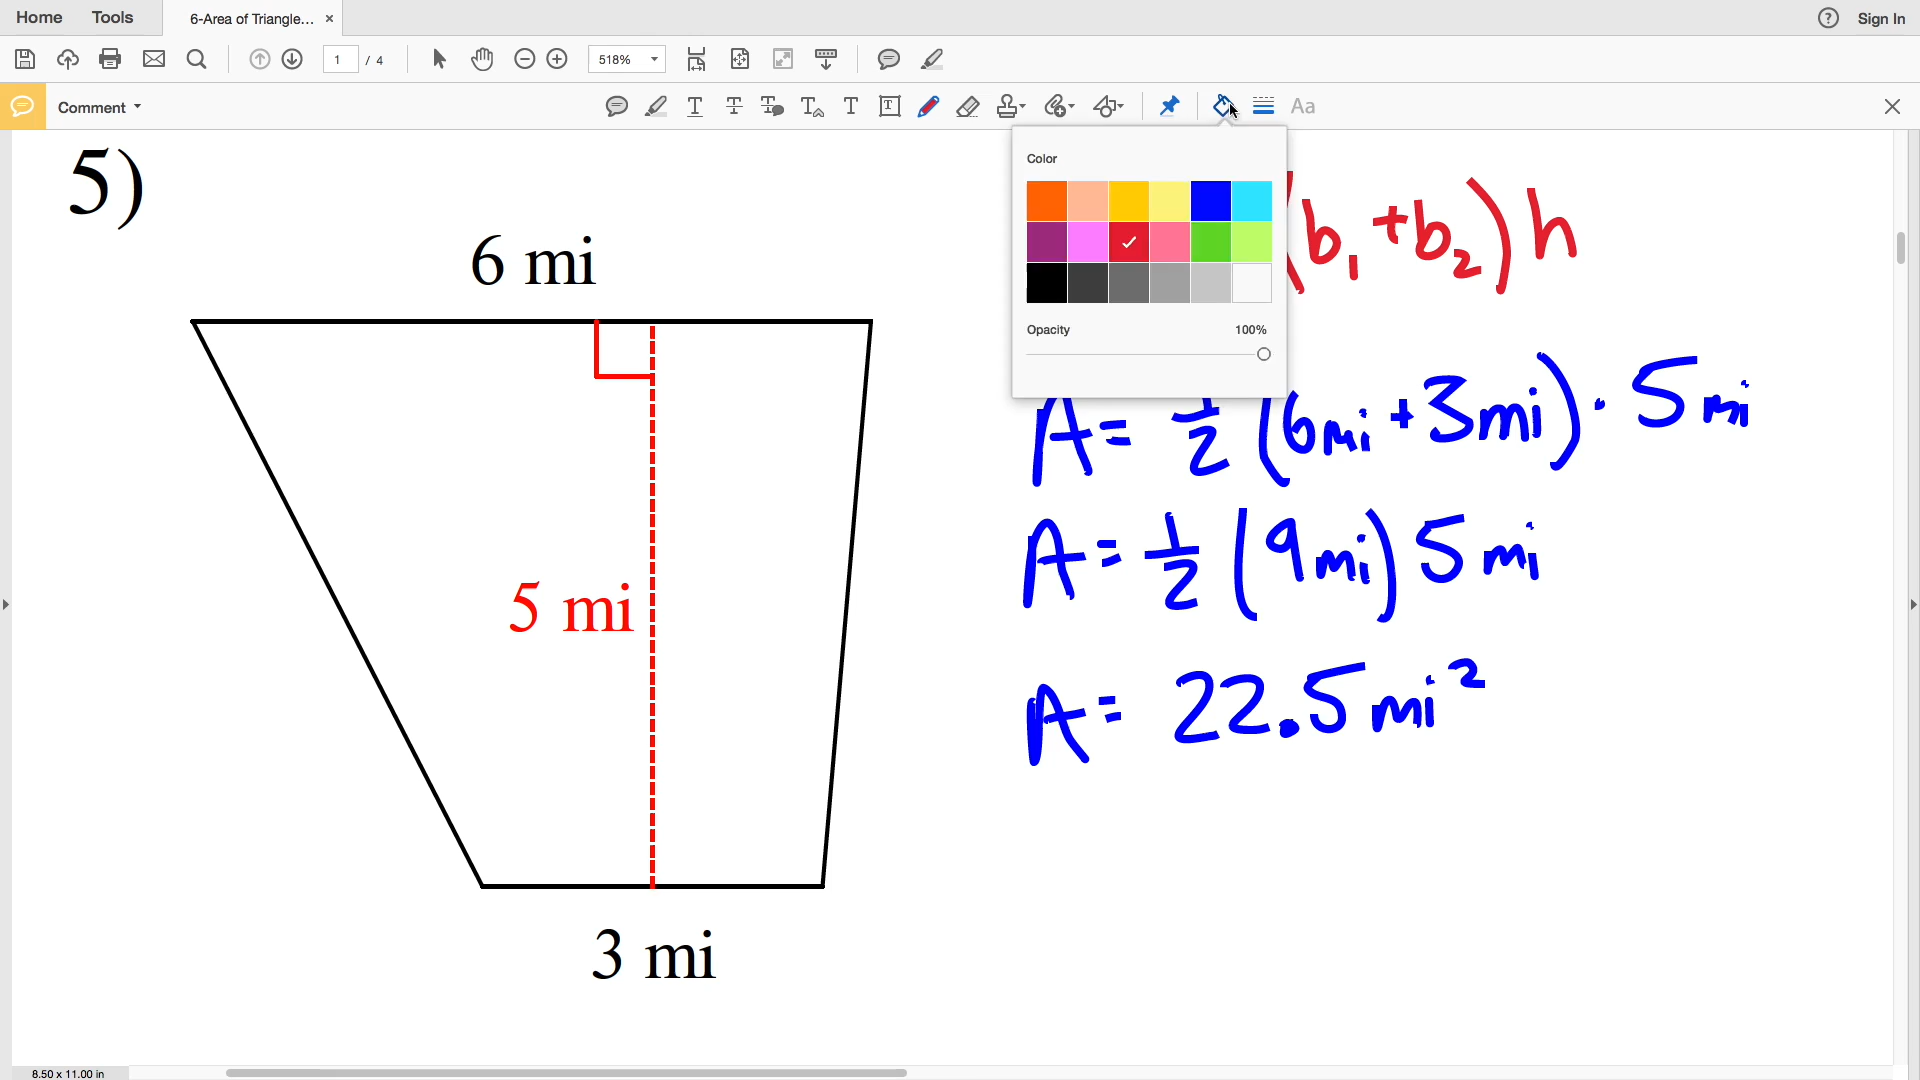 Home Tools 6-Area of Triangle... × ? Sign In
1 / 4 518%
Comment Aa
5)
6 mi
5 mi
3 mi
Color
Opacity 100%
(b₁+b₂)h
A= 1/2 (6mi+3mi)·5mi
A= 1/2 (9mi)5mi
A= 22.5mi²
8.50 x 11.00 in